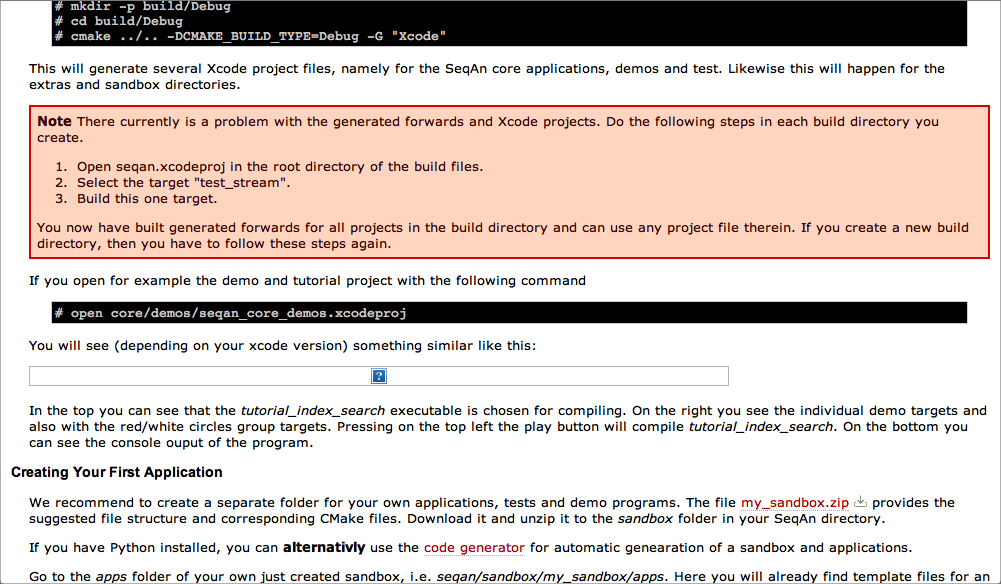 # mkdir -p build/Debug
# cd build/Debug
# cmake ../.. -DCMAKE_BUILD_TYPE=Debug -G "Xcode"
This will generate several Xcode project files, namely for the SeqAn core applications, demos and test. Likewise this will happen for the
extras and sandbox directories.
Note There currently is a problem with the generated forwards and Xcode projects. Do the following steps in each build directory you
create.
1. Open seqan.xcodeproj in the root directory of the build files.
2. Select the target "test_stream".
3. Build this one target.
You now have built generated forwards for all projects in the build directory and can use any project file therein. If you create a new build
directory, then you have to follow these steps again.
If you open for example the demo and tutorial project with the following command
# open core/demos/seqan_core_demos.xcodeproj
You will see (depending on your xcode version) something similar like this:
?
In the top you can see that the tutorial_index_search executable is chosen for compiling. On the right you see the individual demo targets and
also with the red/white circles group targets. Pressing on the top left the play button will compile tutorial_index_search. On the bottom you
can see the console ouput of the program.
Creating Your First Application
We recommend to create a separate folder for your own applications, tests and demo programs. The file my_sandbox.zip provides the
suggested file structure and corresponding CMake files. Download it and unzip it to the sandbox folder in your SeqAn directory.
If you have Python installed, you can alternativly use the code generator for automatic genearation of a sandbox and applications.
Go to the apps folder of your own just created sandbox, i.e. seqan/sandbox/my_sandbox/apps. Here you will already find template files for an